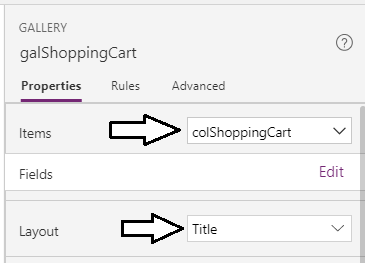 GALLERY
galShoppingCart
?
Properties Rules Advanced
Items colShoppingCart
Fields Edit
Layout Title